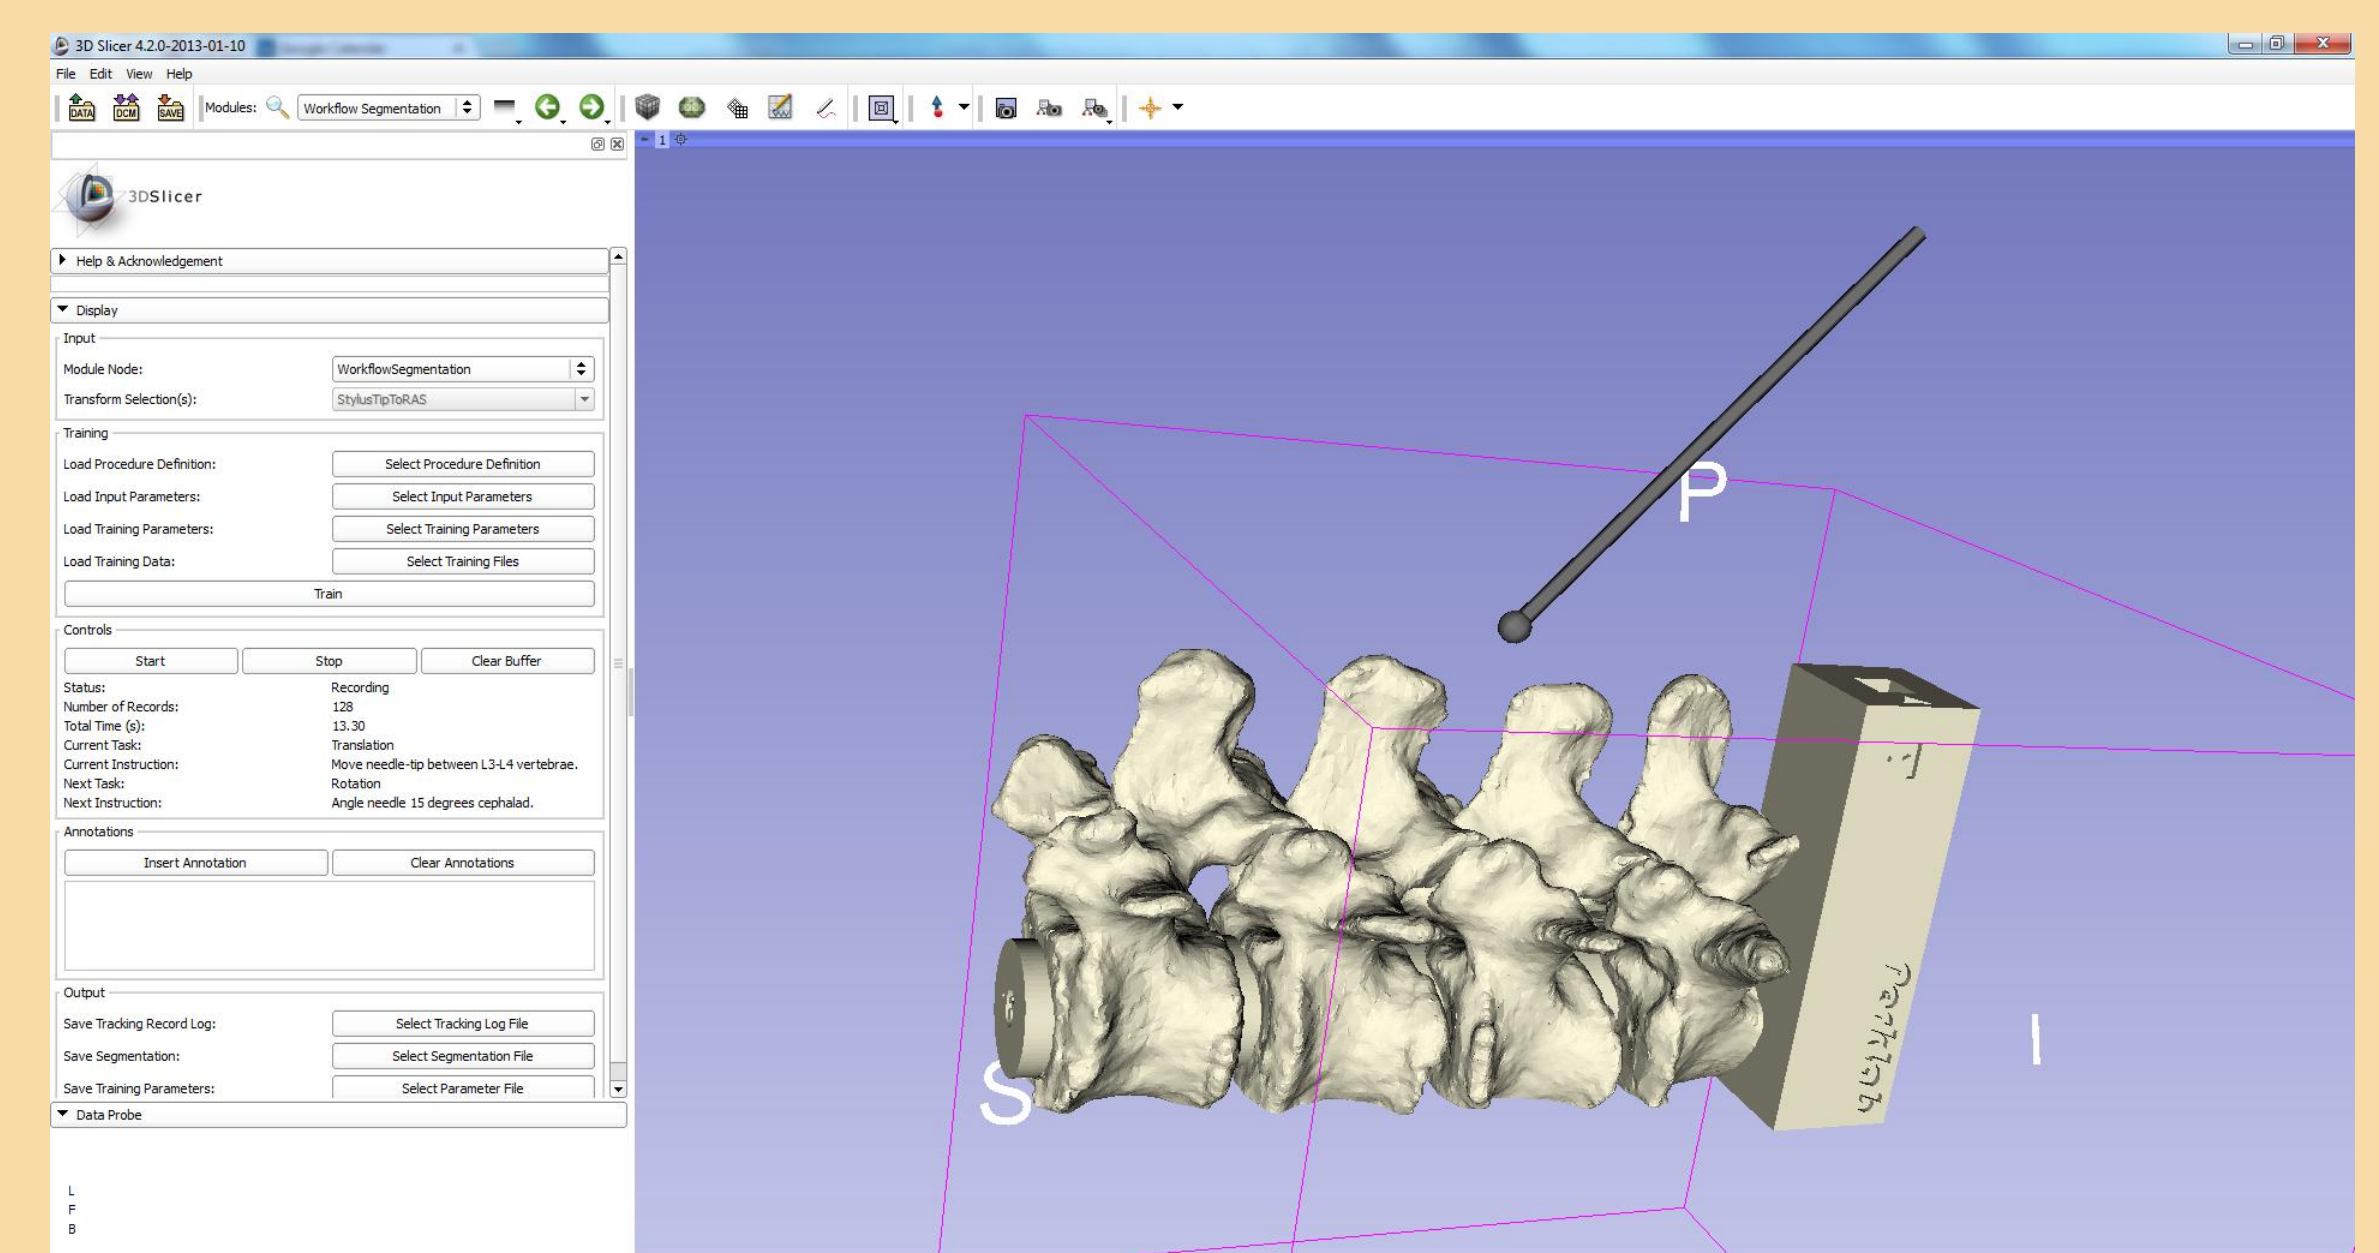 3D Slicer 4.2.0-2013-01-10
File Edit View Help
DATA DCM SAVE Modules: Workflow Segmentation
1
3DSlicer
Help & Acknowledgement
Display
Input
Module Node: WorkflowSegmentation
Transform Selection(s): StylusTipToRAS
Training
Load Procedure Definition: Select Procedure Definition
Load Input Parameters: Select Input Parameters
Load Training Parameters: Select Training Parameters
Load Training Data: Select Training Files
Train
Controls
Start Stop Clear Buffer
Status: Recording
Number of Records: 128
Total Time (s): 13.30
Current Task: Translation
Current Instruction: Move needle-tip between L3-L4 vertebrae.
Next Task: Rotation
Next Instruction: Angle needle 15 degrees cephalad.
Annotations
Insert Annotation Clear Annotations
Output
Save Tracking Record Log: Select Tracking Log File
Save Segmentation: Select Segmentation File
Save Training Parameters: Select Parameter File
Data Probe
L
F
B
P
S
I
PerkLab